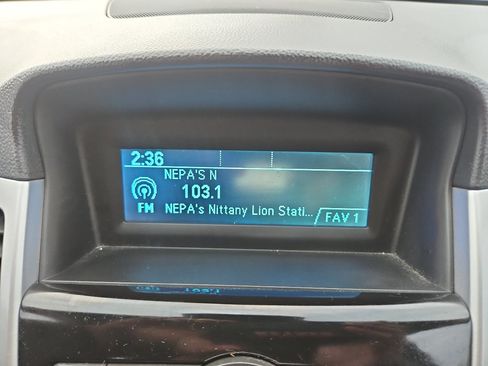 2:36
NEPA'S N
103.1
FM NEPA's Nittany Lion Stati...
FAV 1